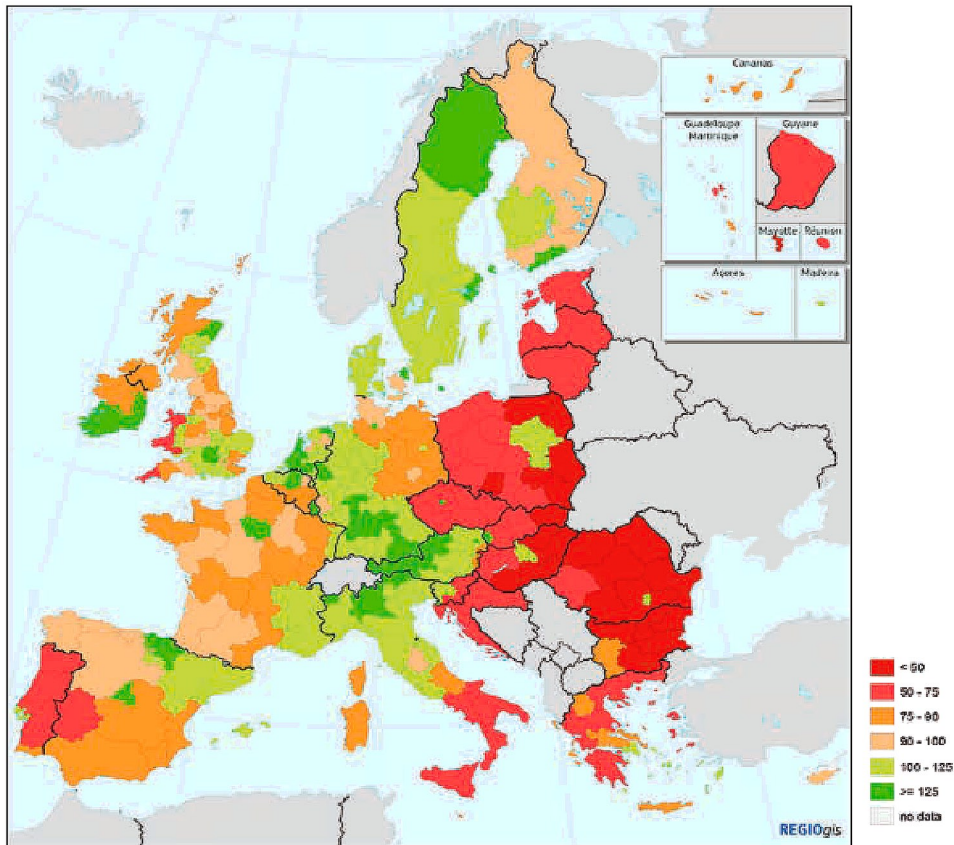 Canarias
Guadeloupe
Martinique
Guyane
Mayotte
Réunion
Açores
Madeira
< 50
50 - 75
75 - 90
90 - 100
100 - 125
>= 125
no data
REGIOgis